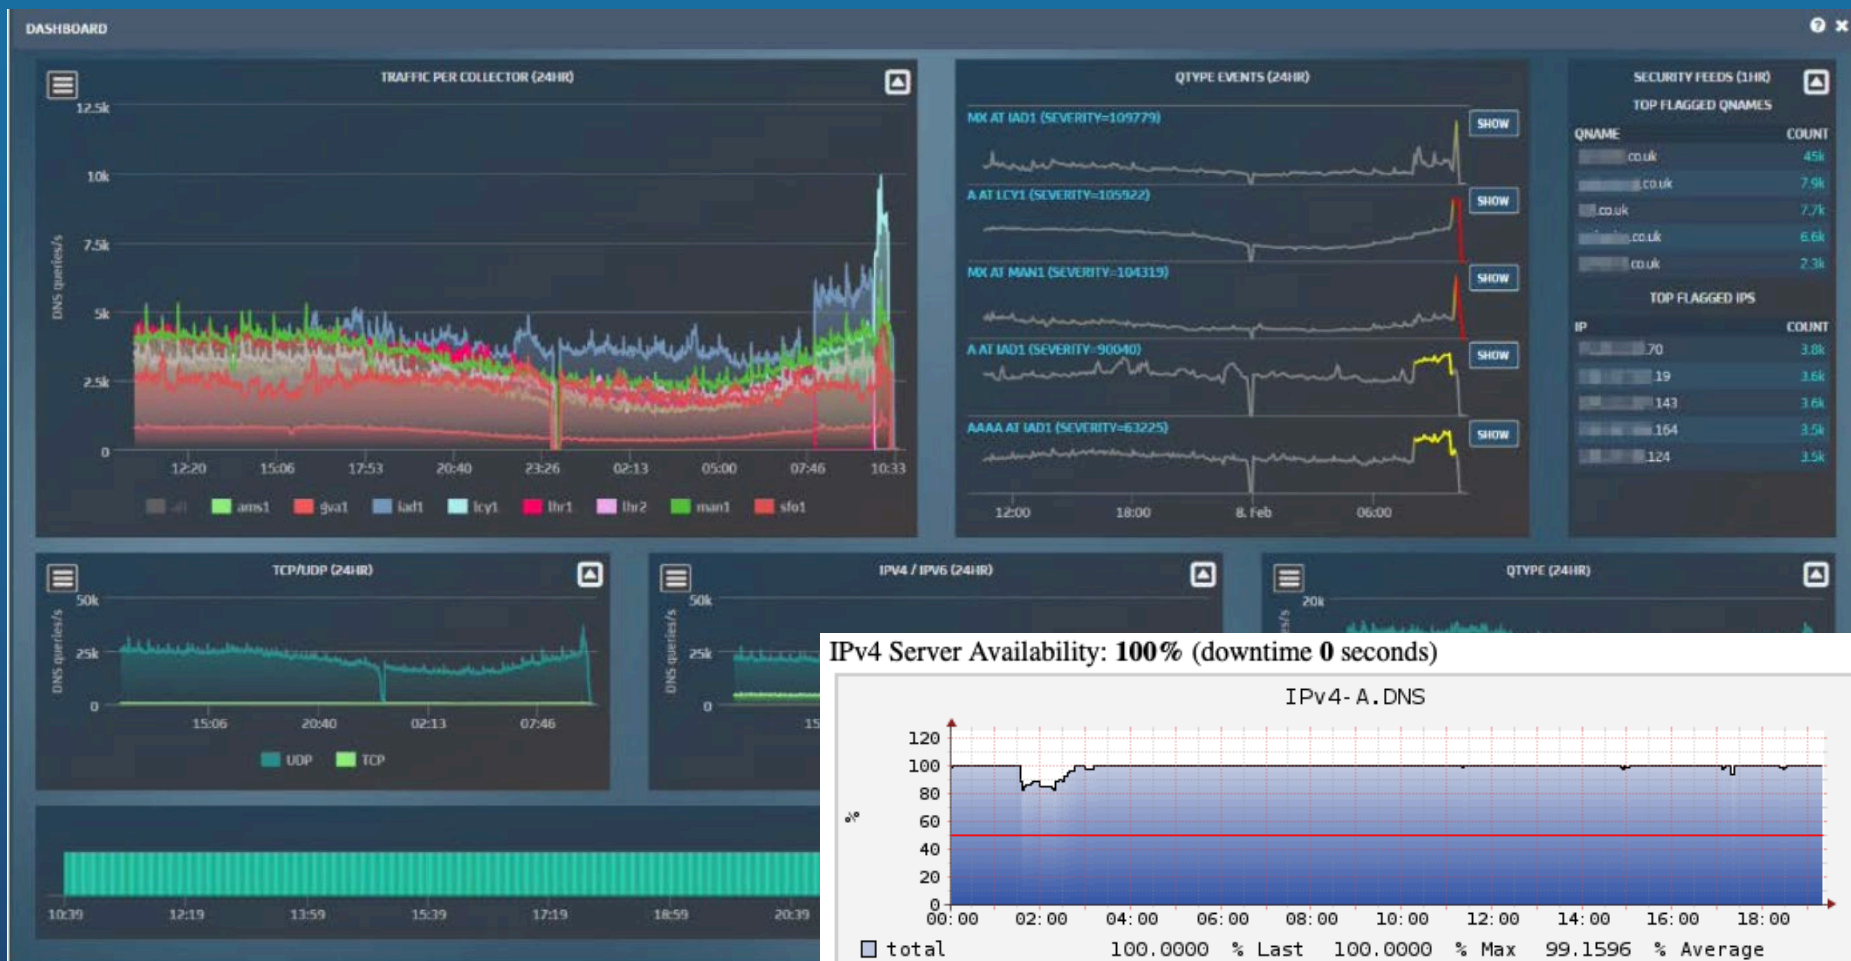 DASHBOARD
TRAFFIC PER COLLECTOR (24HR)
12.5k
10k
7.5k
5k
2.5k
0
DNS queries/s
12:20 15:06 17:53 20:40 23:26 02:13 05:00 07:46 10:33
all ams1 gva1 iad1 lcy1 lhr1 lhr2 man1 sfo1
QTYPE EVENTS (24HR)
MX AT IAD1 (SEVERITY=109779)
SHOW
A AT LCY1 (SEVERITY=105922)
SHOW
MX AT MAN1 (SEVERITY=104319)
SHOW
A AT IAD1 (SEVERITY=90040)
SHOW
AAAA AT IAD1 (SEVERITY=63225)
SHOW
12:00 18:00 8. Feb 06:00
SECURITY FEEDS (1HR)
TOP FLAGGED QNAMES
QNAME COUNT
.co.uk 45k
.co.uk 7.9k
.co.uk 7.7k
.co.uk 6.6k
.co.uk 2.3k
TOP FLAGGED IPS
IP COUNT
.70 3.8k
.19 3.6k
.143 3.6k
.164 3.5k
.124 3.5k
TCP/UDP (24HR)
50k
25k
0
DNS queries/s
15:06 20:40 02:13 07:46
UDP TCP
IPV4 / IPV6 (24HR)
50k
25k
0
DNS queries/s
QTYPE (24HR)
20k
10:39 12:19 13:59 15:39 17:19 18:59 20:39
IPv4 Server Availability: 100% (downtime 0 seconds)
IPv4-A.DNS
120
100
80
60
40
20
0
%
00:00 02:00 04:00 06:00 08:00 10:00 12:00 14:00 16:00 18:00
total 100.0000 % Last 100.0000 % Max 99.1596 % Average